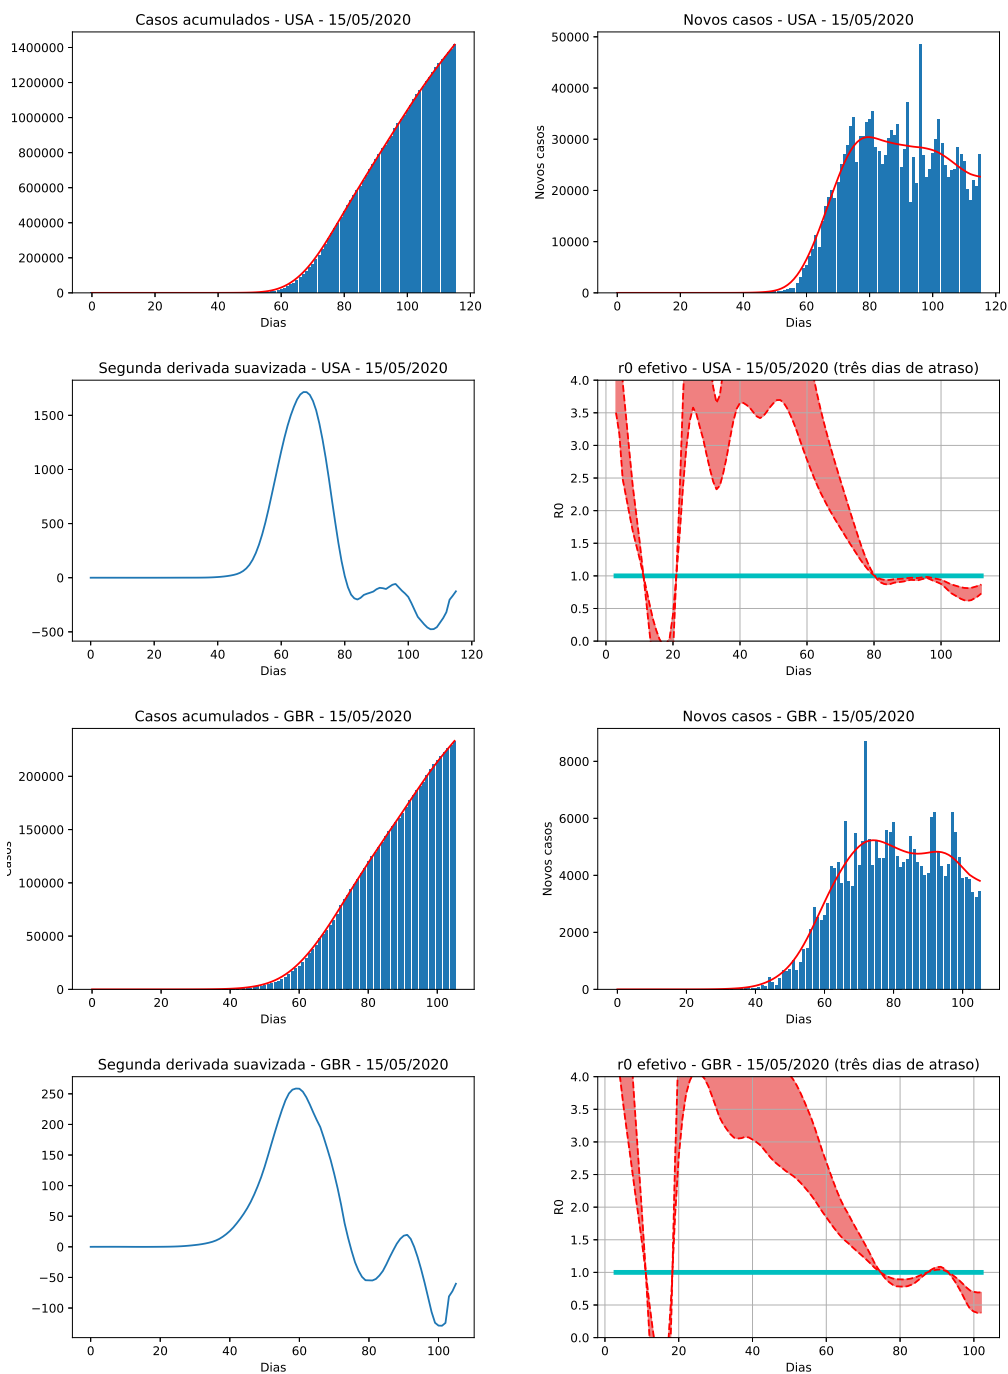 Casos acumulados - USA - 15/05/2020
1400000
1200000
1000000
800000
600000
400000
200000
0
0 20 40 60 80 100 120
Dias
Novos casos - USA - 15/05/2020
50000
40000
30000
20000
10000
0
Novos casos
0 20 40 60 80 100 120
Dias
Segunda derivada suavizada - USA - 15/05/2020
1500
1000
500
0
−500
0 20 40 60 80 100 120
Dias
r0 efetivo - USA - 15/05/2020 (três dias de atraso)
4.0
3.5
3.0
2.5
2.0
1.5
1.0
0.5
0.0
R0
0 20 40 60 80 100
Dias
Casos acumulados - GBR - 15/05/2020
200000
150000
100000
50000
0
Casos
0 20 40 60 80 100
Dias
Novos casos - GBR - 15/05/2020
8000
6000
4000
2000
0
Novos casos
0 20 40 60 80 100
Dias
Segunda derivada suavizada - GBR - 15/05/2020
250
200
150
100
50
0
−50
−100
0 20 40 60 80 100
Dias
r0 efetivo - GBR - 15/05/2020 (três dias de atraso)
4.0
3.5
3.0
2.5
2.0
1.5
1.0
0.5
0.0
R0
0 20 40 60 80 100
Dias